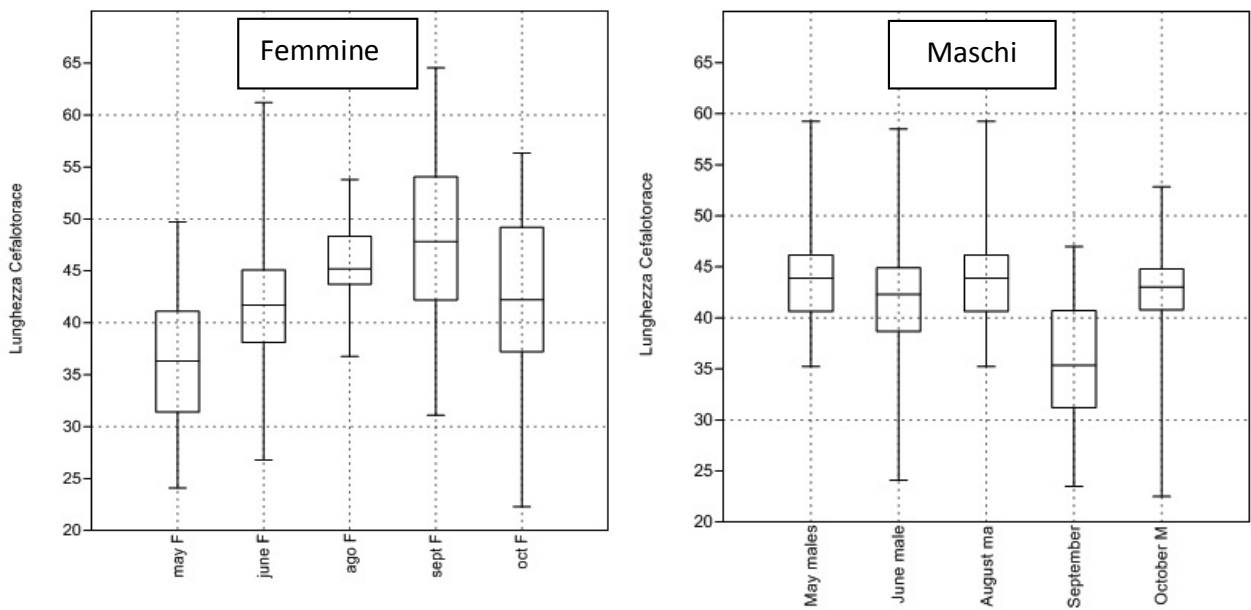 Femmine
Lunghezza Cefalotorace
65
60
55
50
45
40
35
30
25
20
may F
june F
ago F
sept F
oct F
Maschi
Lunghezza Cefalotorace
65
60
55
50
45
40
35
30
25
20
May males
June male
August ma
September
October M